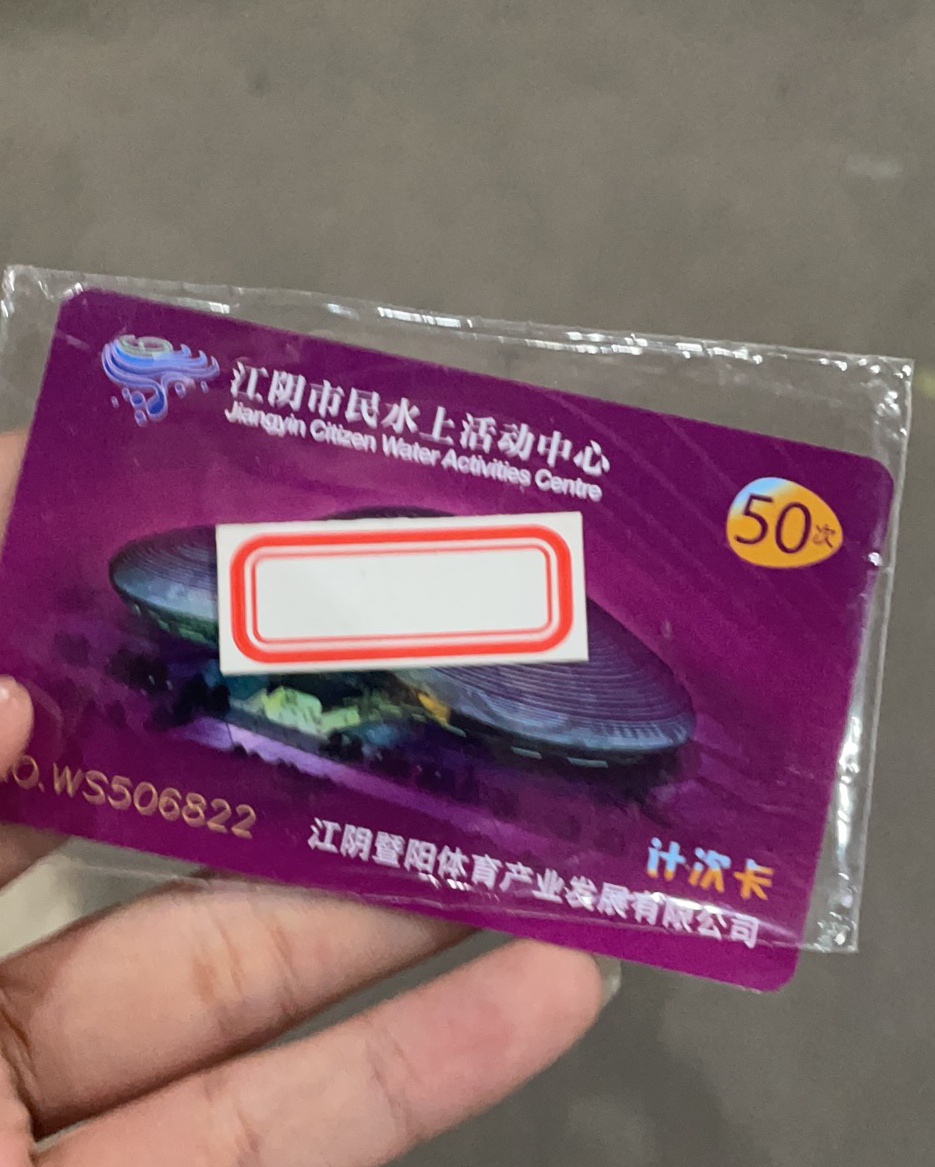 江阴市民水上活动中心
Jiangyin Citizen Water Activities Centre
50次
O.WS506822
计次卡
江阴暨阳体育产业发展有限公司